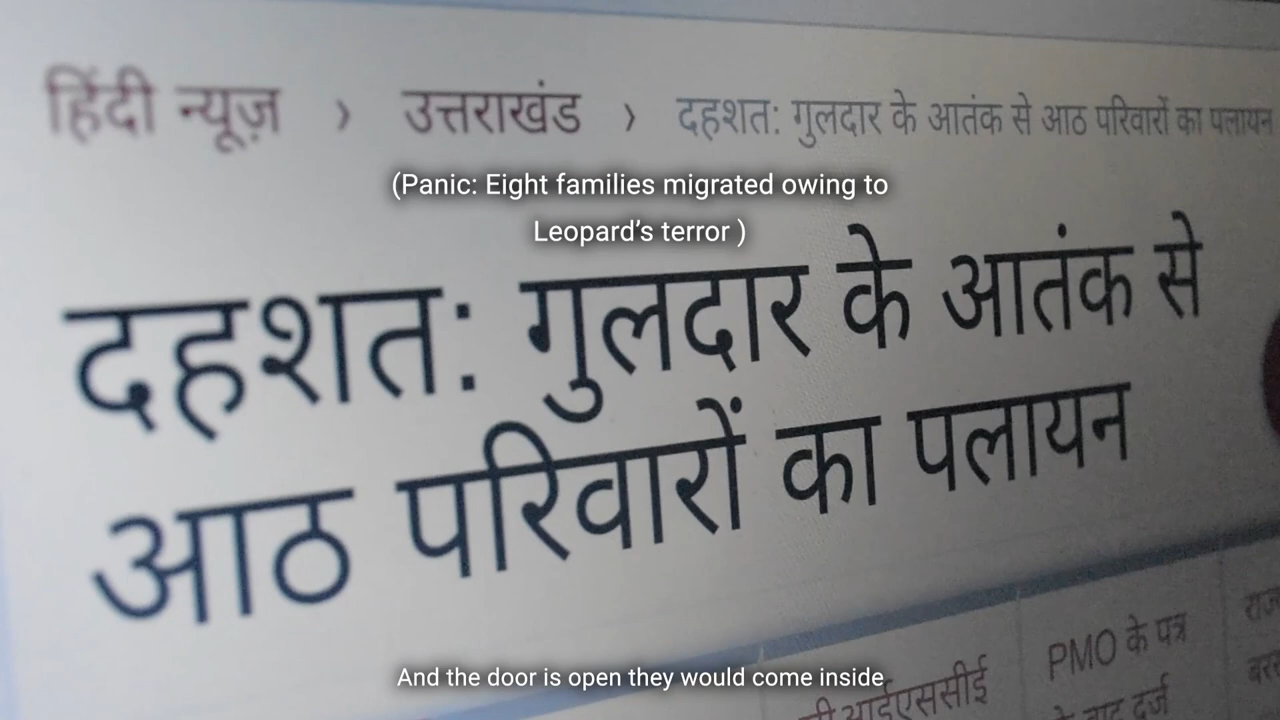 हिंदी न्यूज़ › उत्तराखंड › दहशत: गुलदार के आतंक से आठ परिवारों का पलायन
(Panic: Eight families migrated owing to
Leopard’s terror )
दहशत: गुलदार के आतंक से
आठ परिवारों का पलायन
And the door is open they would come inside
PMO के पत्र
दर्ज